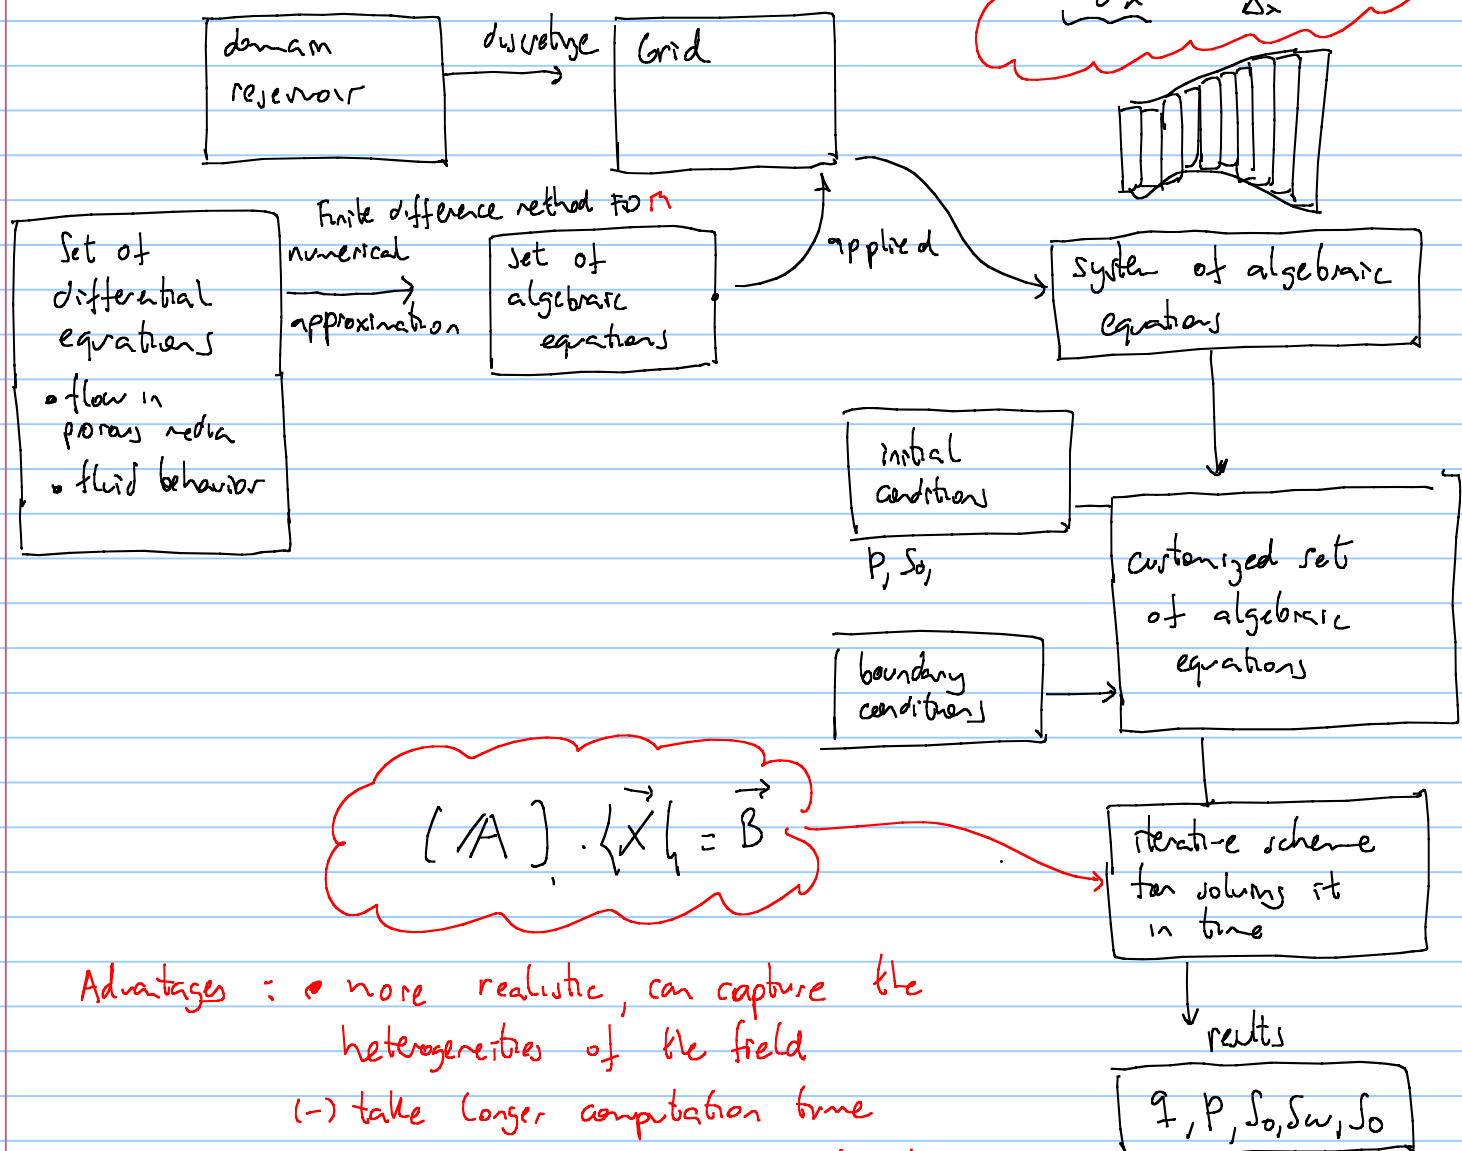 domain
reservoir
discretize
Grid
Δx
Finite difference method FDM
numerical
approximation
Set of
differential
equations
• flow in
porous media
• fluid behavior
set of
algebraic
equations
applied
system of algebraic
equations
initial
conditions
P, So,
customized set
of algebraic
equations
boundary
conditions
[A] . {X} = B
iterative scheme
for solving it
in time
results
q, P, So, Sw, So
Advantages : • more realistic, can capture the
heterogeneities of the field
(-) take longer computation time